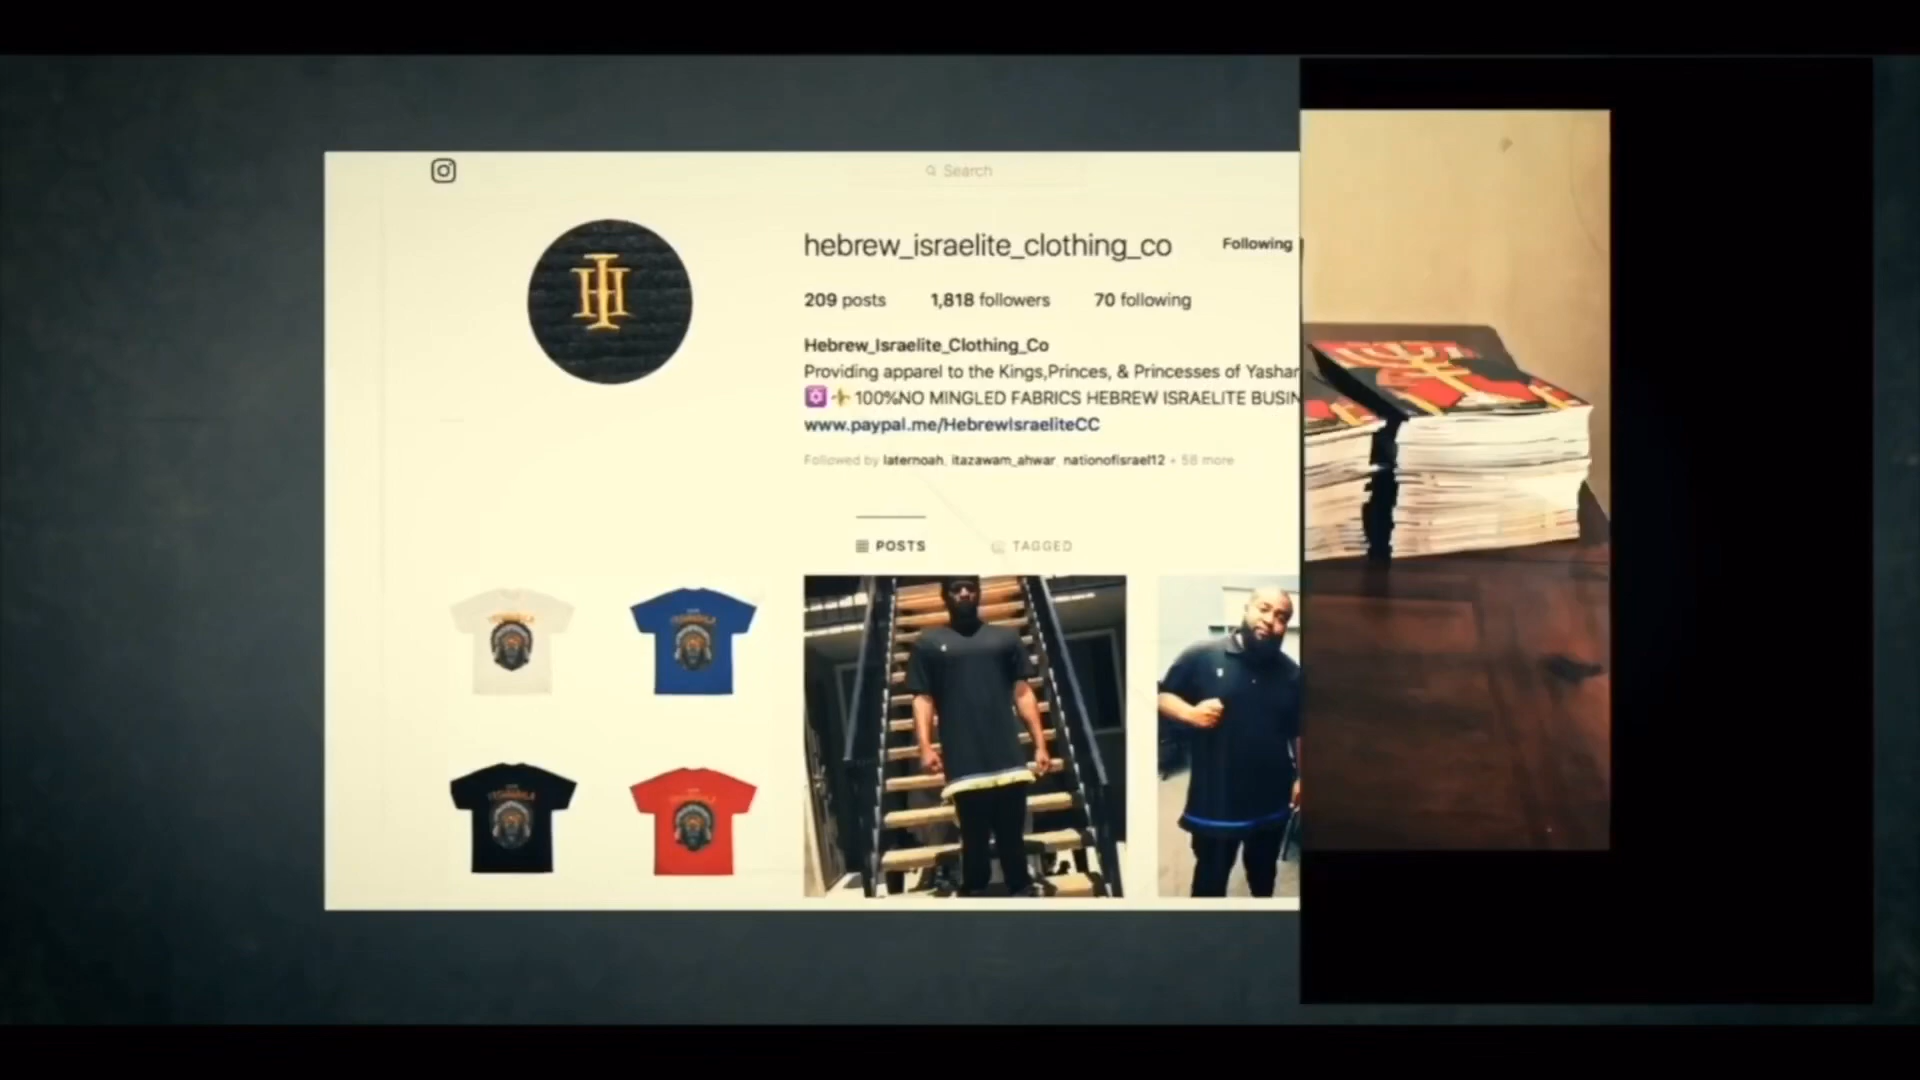 Search
hebrew_israelite_clothing_co
Following
209 posts
1,818 followers
70 following
Hebrew_Israelite_Clothing_Co
Providing apparel to the Kings,Princes, & Princesses of Yashar
100%NO MINGLED FABRICS HEBREW ISRAELITE BUSIN
www.paypal.me/HebrewIsraeliteCC
Followed by laternoah, itazawam_ahwar, nationofisrael12 • 58 more
POSTS
TAGGED